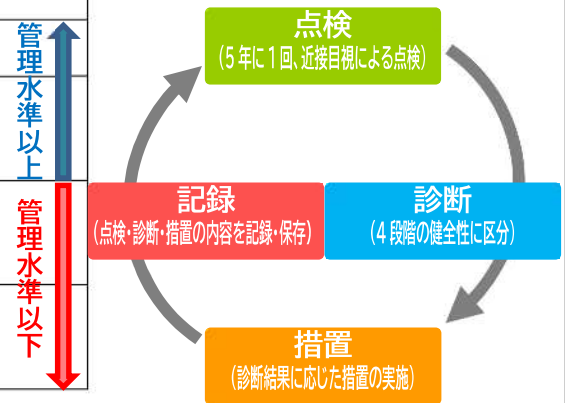 管理水準以上
管理水準以下
点検
（5年に1回、近接目視による点検）
診断
（4段階の健全性に区分）
措置
（診断結果に応じた措置の実施）
記録
（点検・診断・措置の内容を記録・保存）